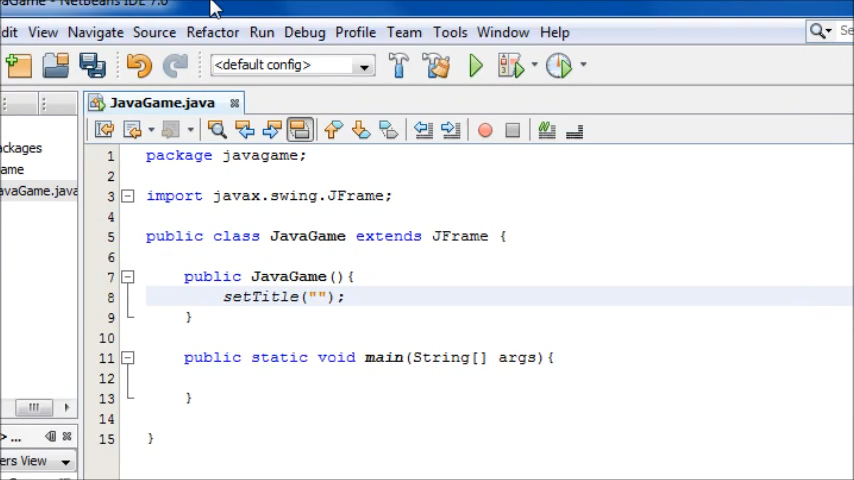 vaGame - NetBeans IDE 7.0
dit View Navigate Source Refactor Run Debug Profile Team Tools Window Help
Se
<default config>
JavaGame.java
ackages
ame
avaGame.java
1 package javagame;
2
3 import javax.swing.JFrame;
4
5 public class JavaGame extends JFrame {
6
7 public JavaGame(){
8 setTitle("");
9 }
10
11 public static void main(String[] args){
12
13 }
14
15 }
> ...
ers View